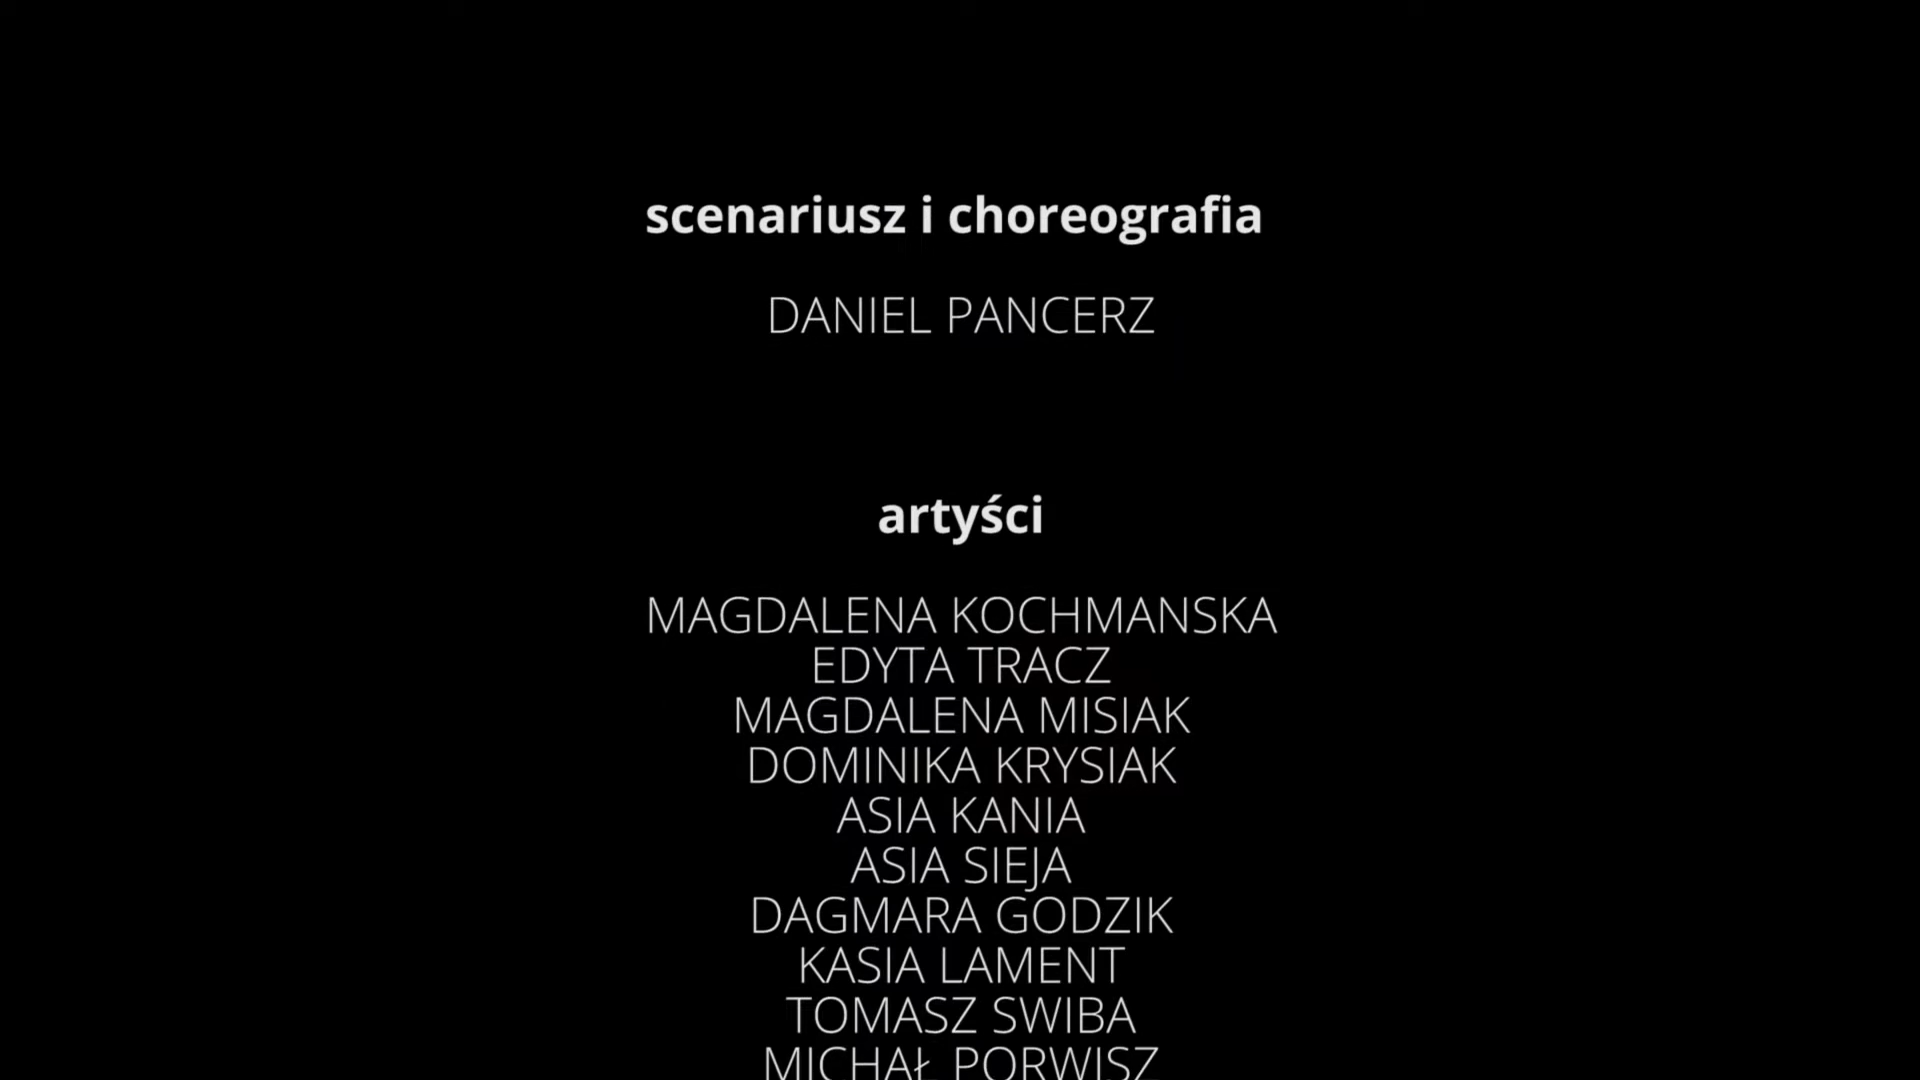 scenariusz i choreografia
DANIEL PANCERZ
artyści
MAGDALENA KOCHMANSKA
EDYTA TRACZ
MAGDALENA MISIAK
DOMINIKA KRYSIAK
ASIA KANIA
ASIA SIEJA
DAGMARA GODZIK
KASIA LAMENT
TOMASZ SWIBA
MICHAŁ PORWISZ